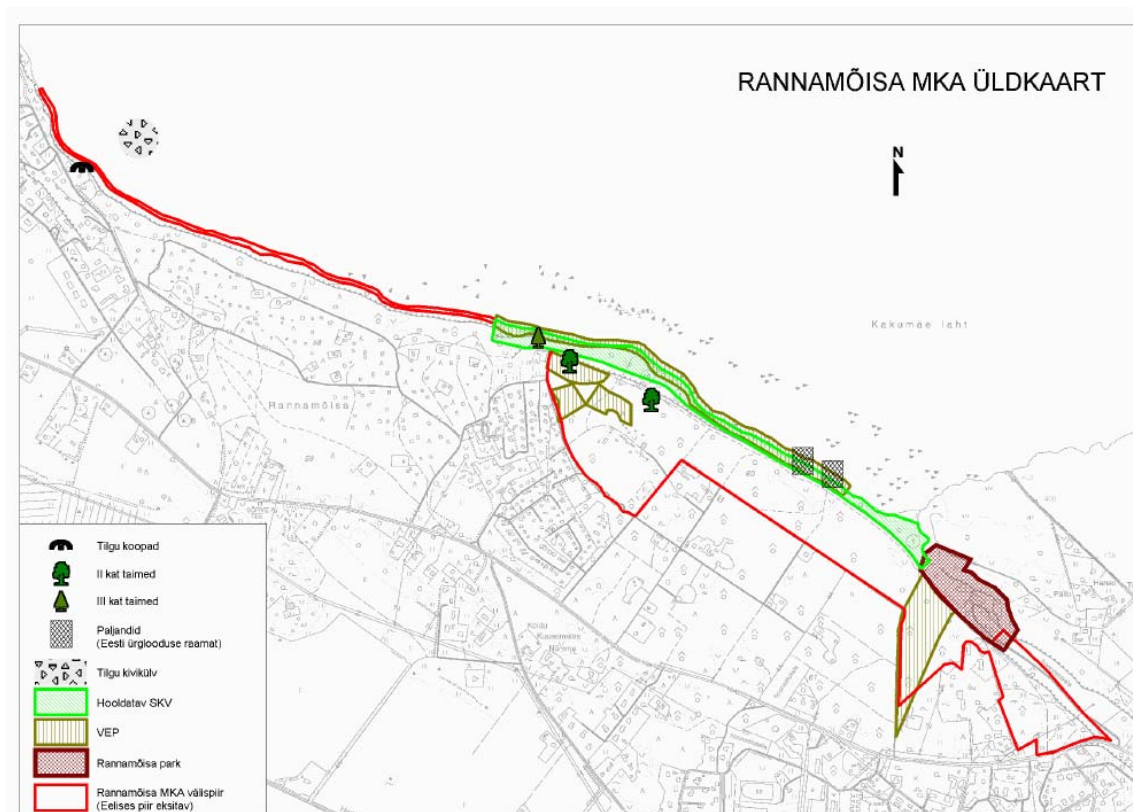 RANNAMÕISA MKA ÜLDKAART
N
Kakumäe laht
Rannamõisa
Tilgu koopad
II kat taimed
III kat taimed
Paljandid
(Eesti ürglooduse raamat)
Tilgu kivikülv
Hooldatav SKV
VEP
Rannamõisa park
Rannamõisa MKA välispiir
(Eelises piir eksitav)